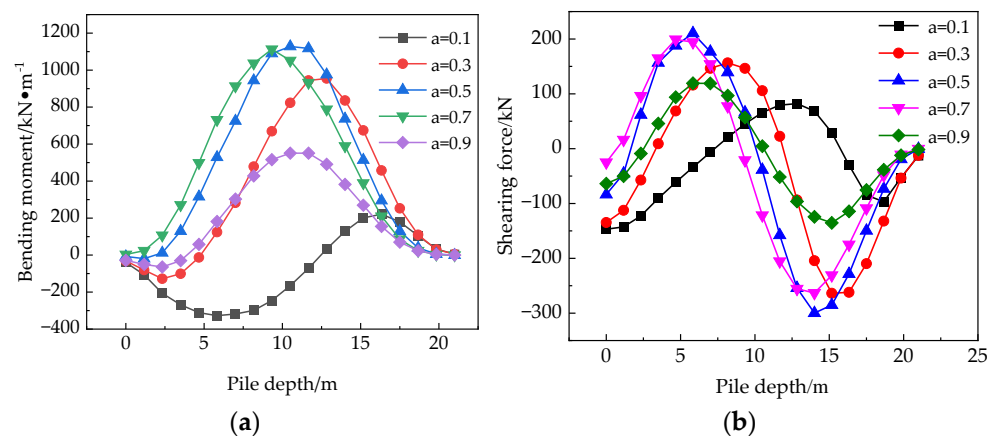 1200
1000
800
600
400
200
0
−200
−400
0
5
10
15
20
Bending moment/kN•m⁻¹
Pile depth/m
a=0.1
a=0.3
a=0.5
a=0.7
a=0.9
(a)
200
100
0
−100
−200
−300
0
5
10
15
20
25
Shearing force/kN
Pile depth/m
a=0.1
a=0.3
a=0.5
a=0.7
a=0.9
(b)